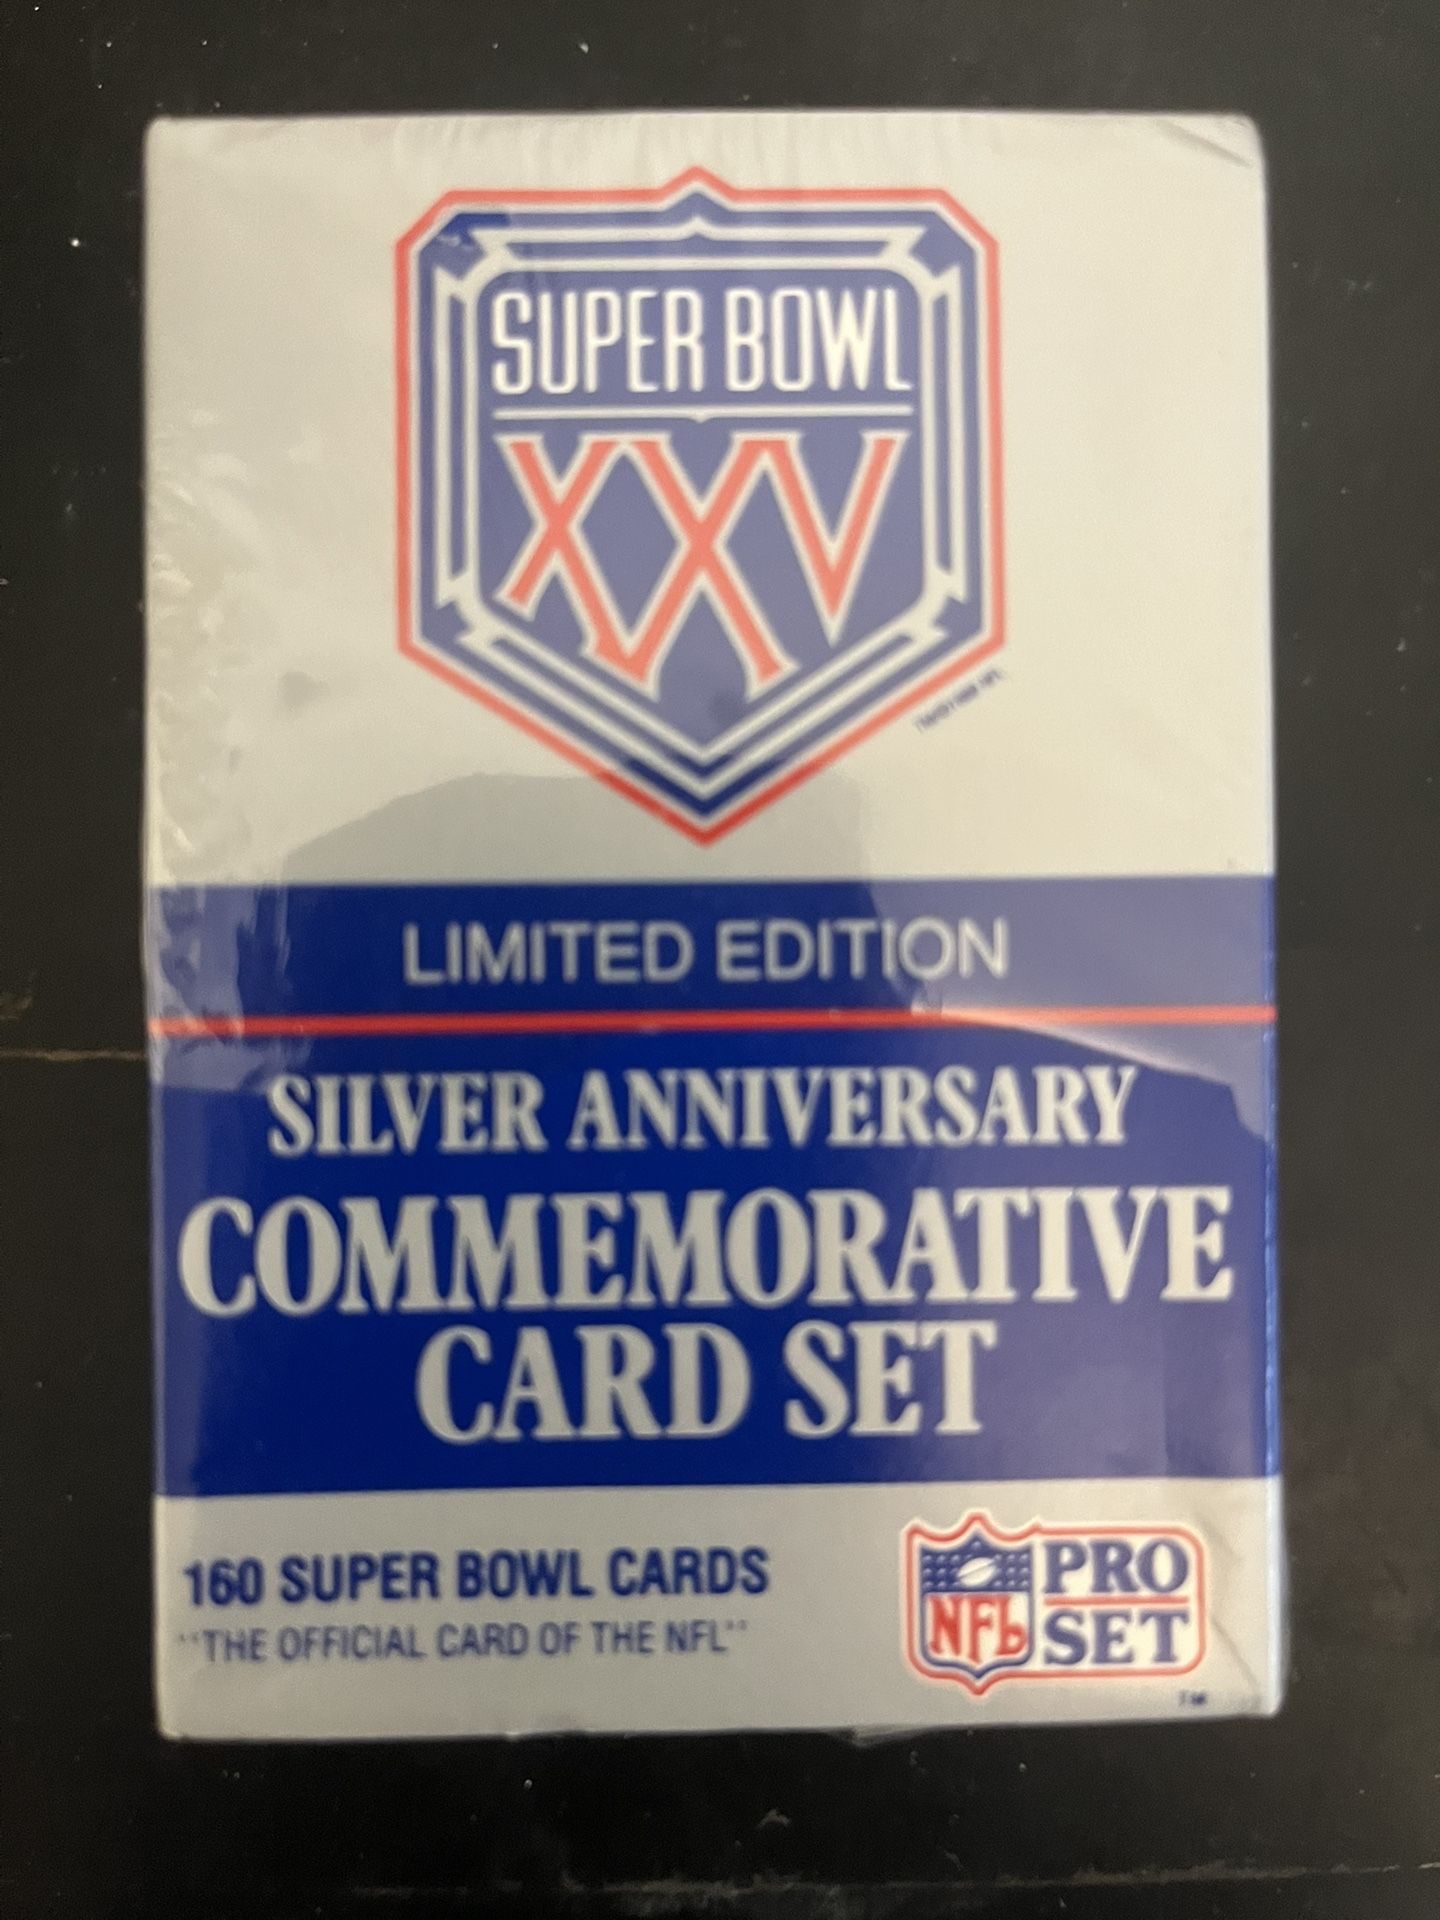 SUPER BOWL
XXV
LIMITED EDITION
SILVER ANNIVERSARY
COMMEMORATIVE
CARD SET
160 SUPER BOWL CARDS
"THE OFFICIAL CARD OF THE NFL"
NFL
PRO
SET
TM